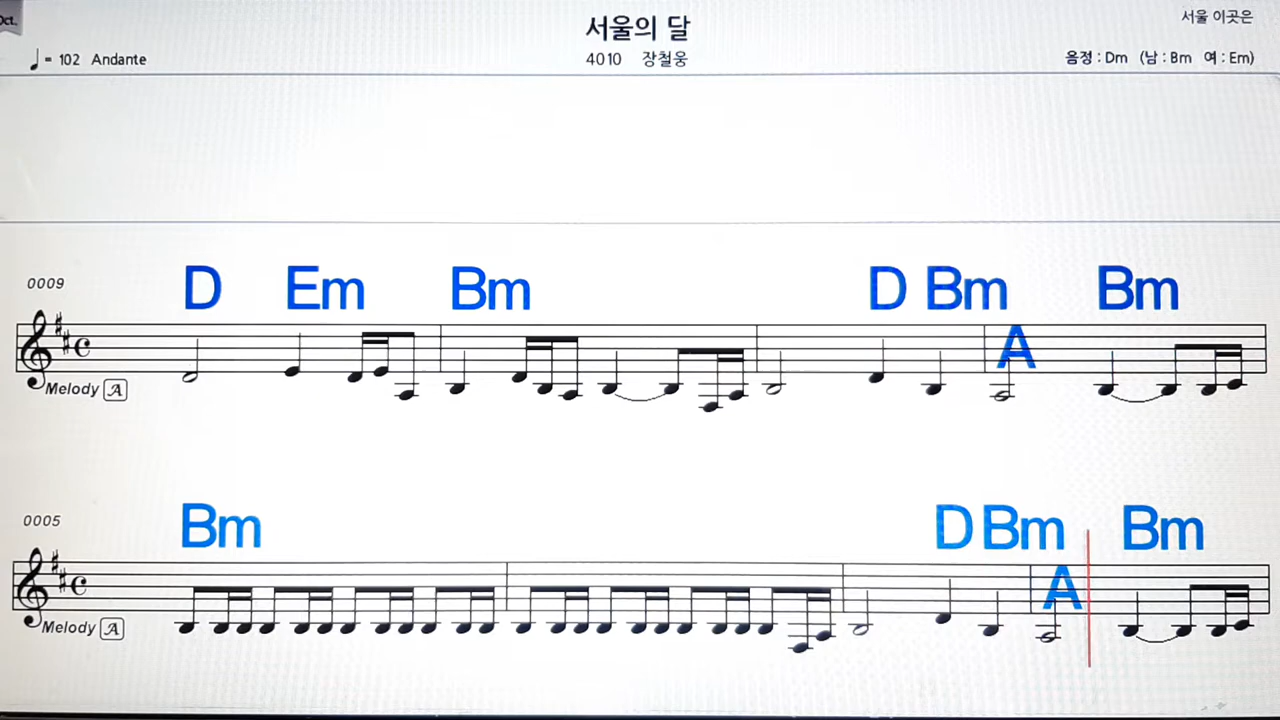 Oct.
서울의 달
서울 이곳은
♩= 102 Andante
4010 장철웅
음정 : Dm (남 : Bm 여 : Em)
0009
D Em Bm D Bm Bm
A
Melody A
0005
Bm D Bm Bm
A
Melody A